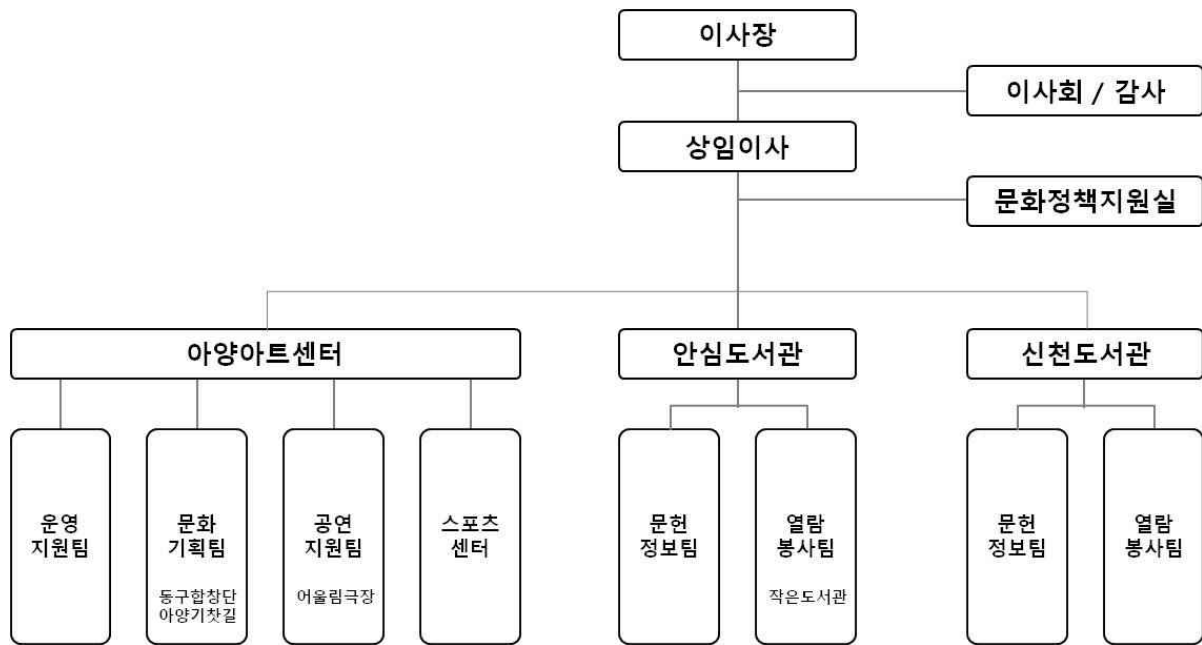 이사장
이사회 / 감사
상임이사
문화정책지원실
아양아트센터
안심도서관
신천도서관
운영
지원팀
문화
기획팀
동구합창단
아양기찻길
공연
지원팀
어울림극장
스포츠
센터
문헌
정보팀
열람
봉사팀
작은도서관
문헌
정보팀
열람
봉사팀